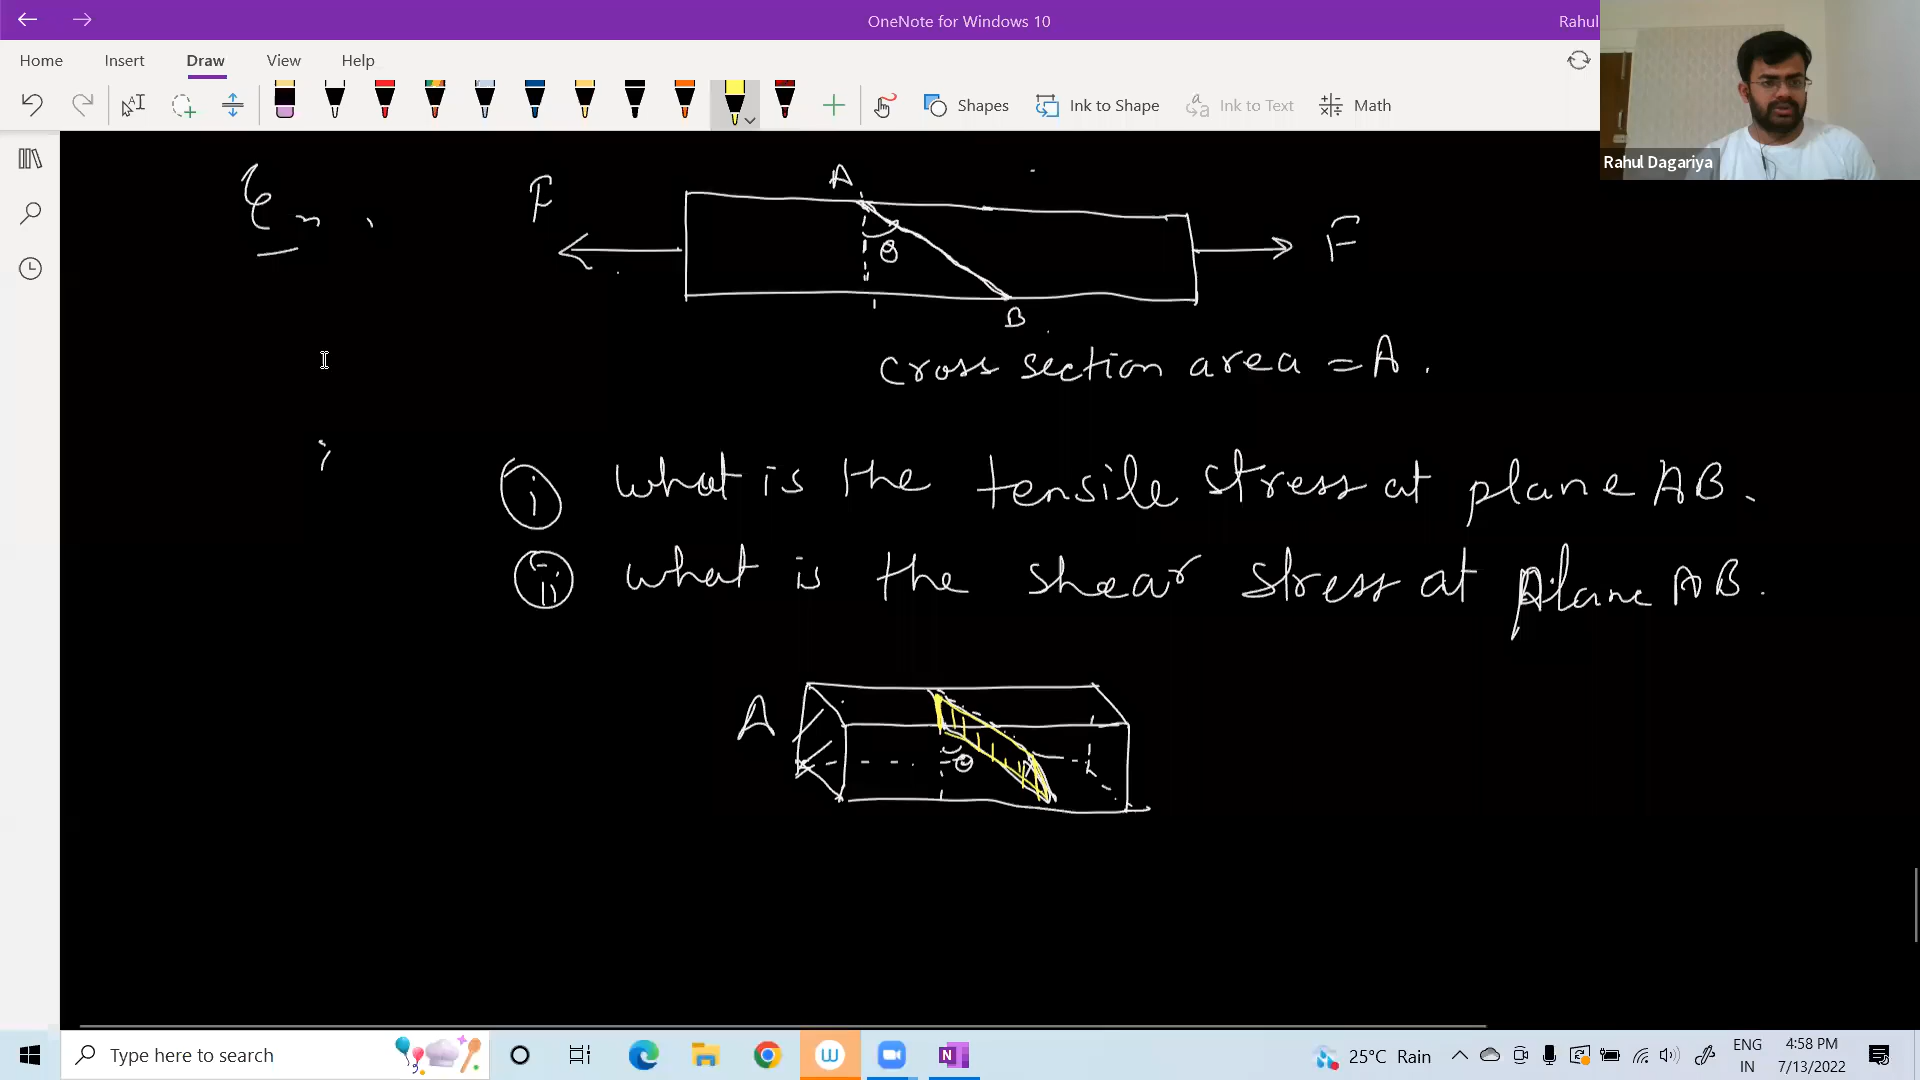 OneNote for Windows 10
Rahul
Home Insert Draw View Help
Shapes Ink to Shape Ink to Text Math
Rahul Dagariya
Ex.
F A F
θ
B
cross section area = A.
i what is the tensile stress at plane AB.
ii what is the shear stress at plane AB.
A
θ
Type here to search
25°C Rain
ENG
IN
4:58 PM
7/13/2022